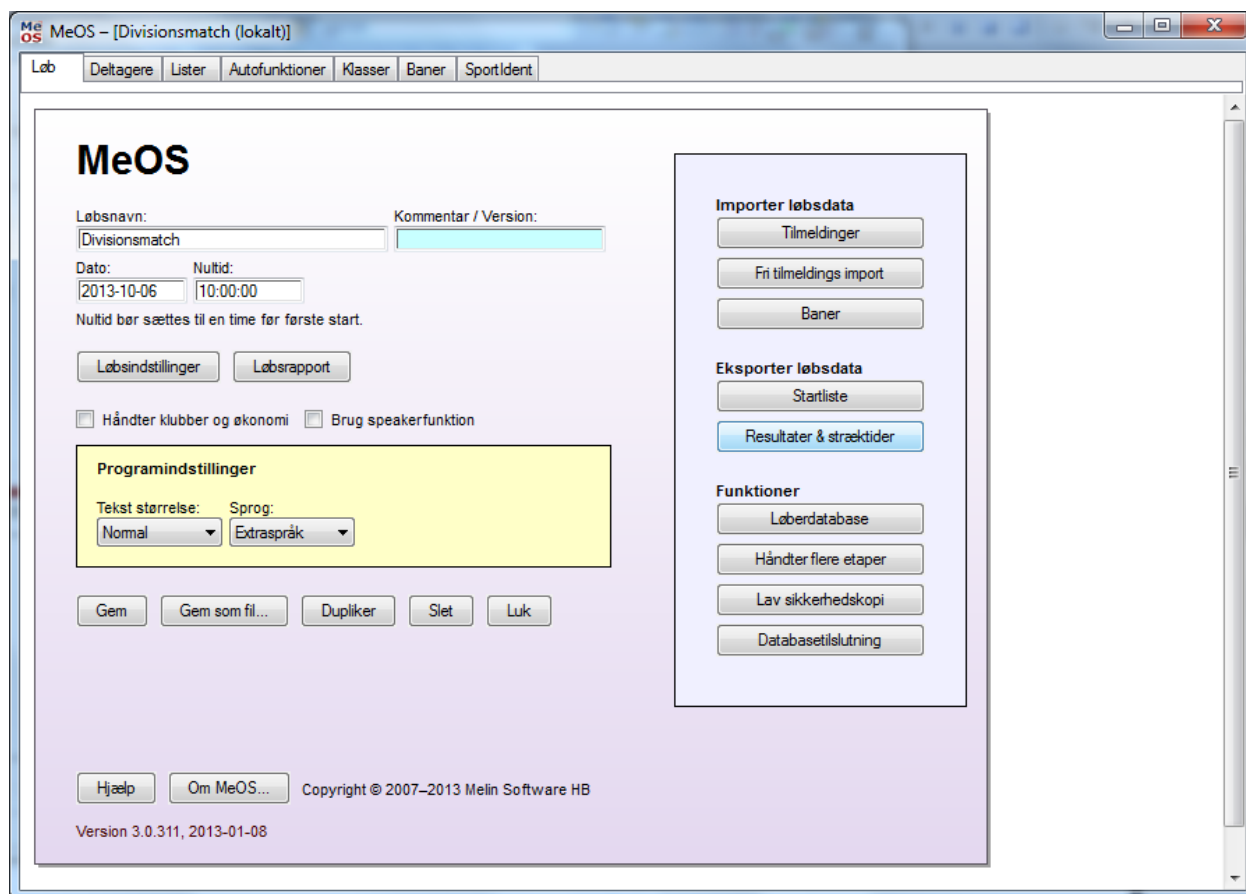 MeOS
MeOS – [Divisionsmatch (lokalt)]
Løb Deltagere Lister Autofunktioner Klasser Baner SportIdent
MeOS
Løbsnavn: Kommentar / Version:
Divisionsmatch
Dato: Nultid:
2013-10-06 10:00:00
Nultid bør sættes til en time før første start.
Løbsindstillinger Løbsrapport
Håndter klubber og økonomi Brug speakerfunktion
Programindstillinger
Tekst størrelse: Sprog:
Normal Extraspråk
Gem Gem som fil... Dupliker Slet Luk
Importer løbsdata
Tilmeldinger
Fri tilmeldings import
Baner
Eksporter løbsdata
Startliste
Resultater & stræktider
Funktioner
Løberdatabase
Håndter flere etaper
Lav sikkerhedskopi
Databasetilslutning
Hjælp Om MeOS... Copyright © 2007–2013 Melin Software HB
Version 3.0.311, 2013-01-08